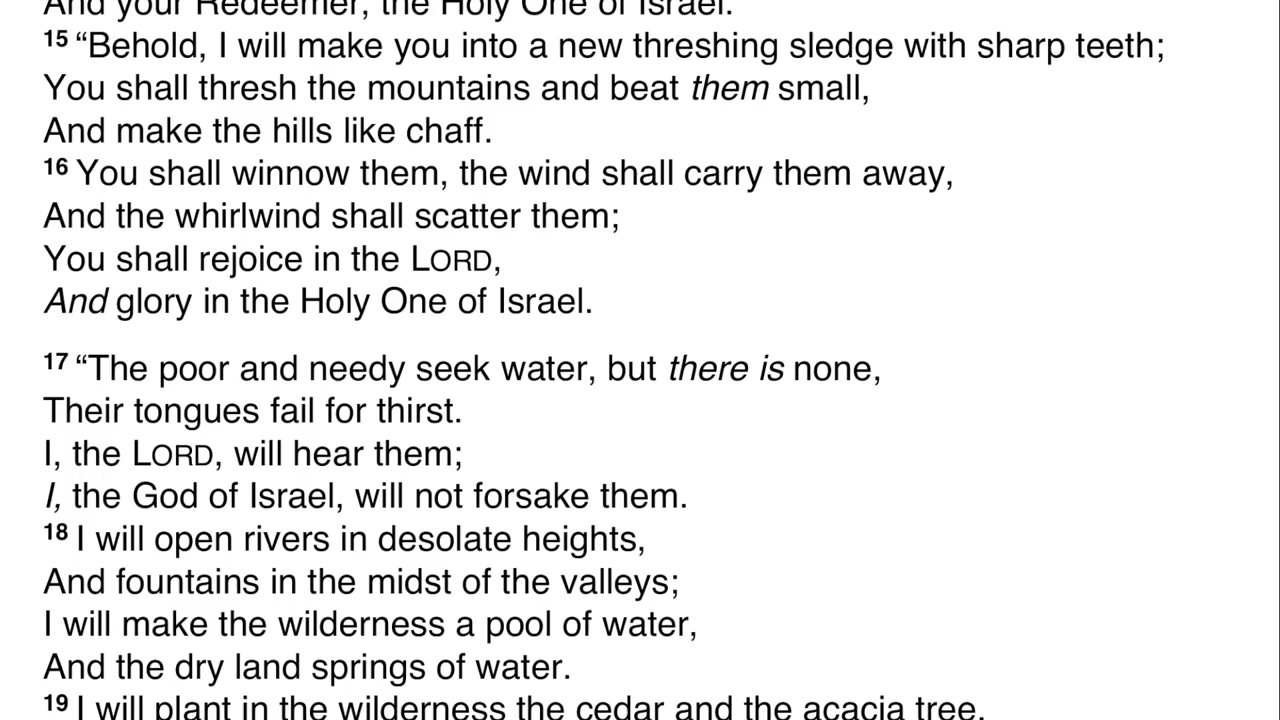 And your Redeemer, the Holy One of Israel.
15 “Behold, I will make you into a new threshing sledge with sharp teeth;
You shall thresh the mountains and beat them small,
And make the hills like chaff.
16 You shall winnow them, the wind shall carry them away,
And the whirlwind shall scatter them;
You shall rejoice in the LORD,
And glory in the Holy One of Israel.
17 “The poor and needy seek water, but there is none,
Their tongues fail for thirst.
I, the LORD, will hear them;
I, the God of Israel, will not forsake them.
18 I will open rivers in desolate heights,
And fountains in the midst of the valleys;
I will make the wilderness a pool of water,
And the dry land springs of water.
19 I will plant in the wilderness the cedar and the acacia tree,